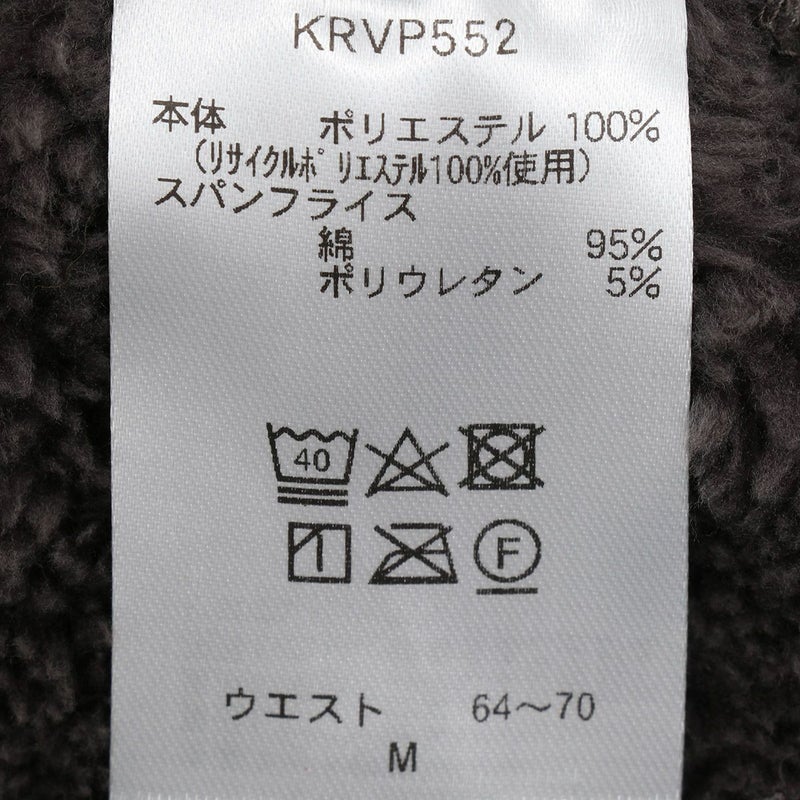 KRVP552
本体 ポリエステル 100%
(リサイクルポリエステル100%使用)
スパンフライス
綿 95%
ポリウレタン 5%
40
F
ウエスト 64～70
M